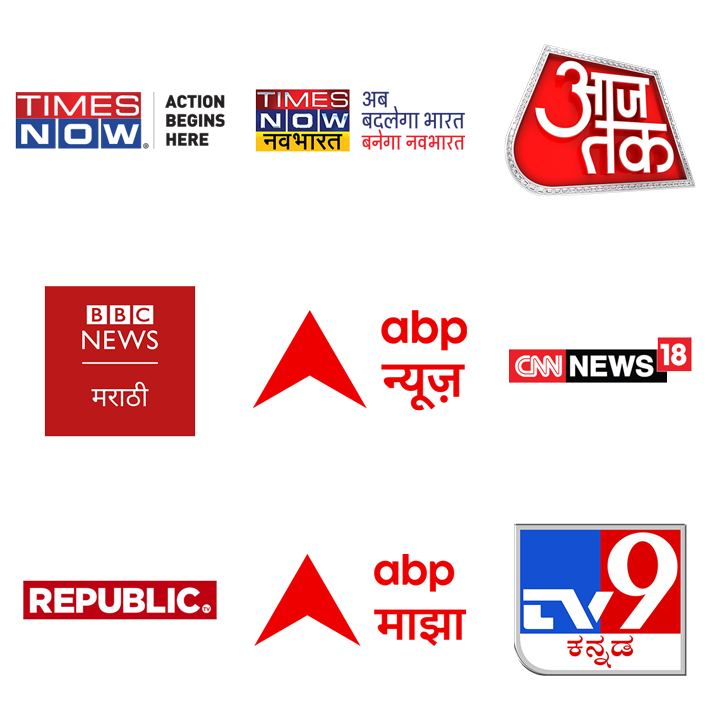 TIMES
NOW
ACTION
BEGINS
HERE
TIMES
NOW
नवभारत
अब
बदलेगा भारत
बनेगा नवभारत
आज
तक
BBC
NEWS
मराठी
abp
न्यूज़
CNN NEWS 18
REPUBLIC TV
abp
माझा
TV9
ಕನ್ನಡ